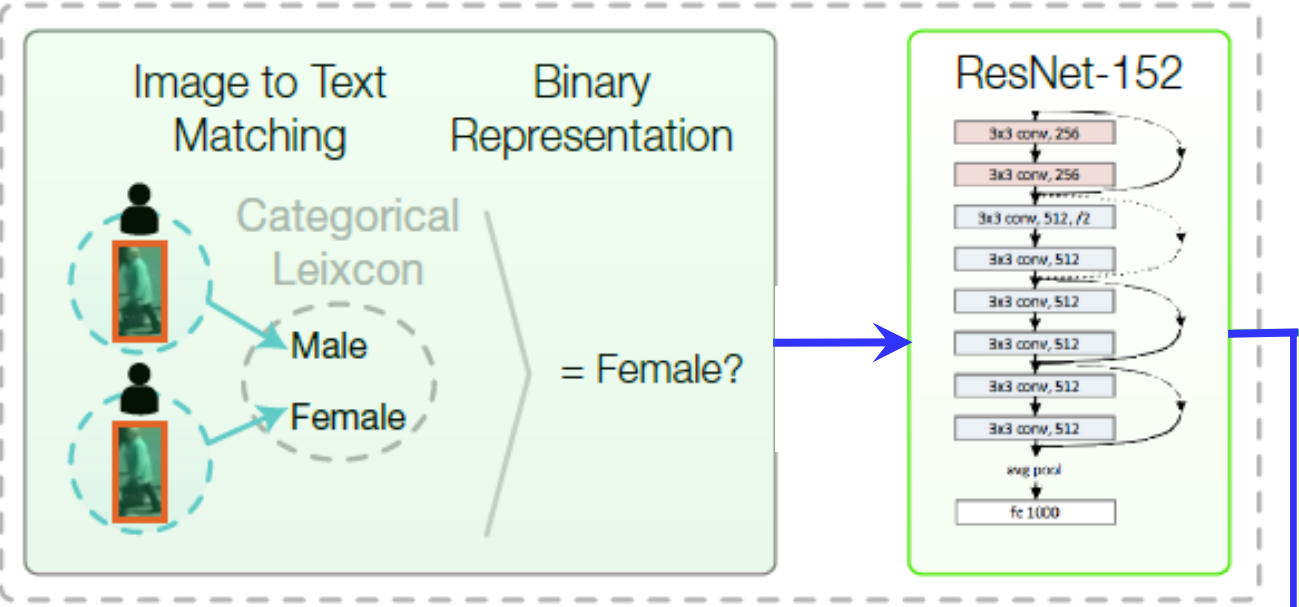 Image to Text
Matching
Binary
Representation
Categorical
Leixcon
Male
Female
= Female?
ResNet-152
3x3 conv, 256
3x3 conv, 256
3x3 conv, 512, /2
3x3 conv, 512
3x3 conv, 512
3x3 conv, 512
3x3 conv, 512
3x3 conv, 512
avg pool
fc 1000